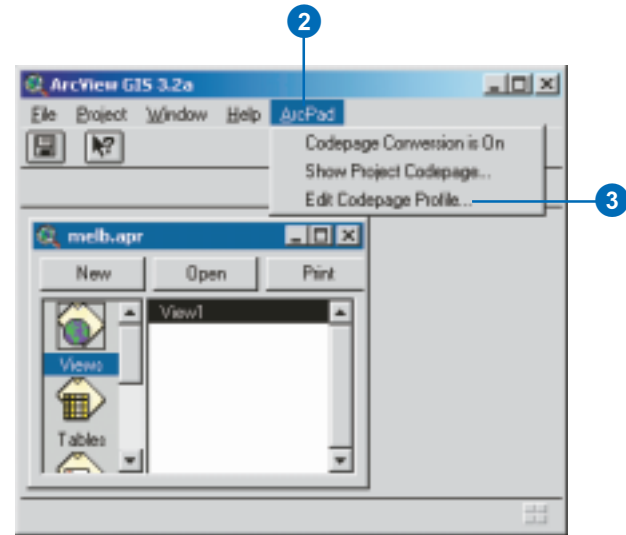 2
ArcView GIS 3.2a
File Project Window Help ArcPad
Codepage Conversion is On
Show Project Codepage...
Edit Codepage Profile...
3
melb.apr
New Open Print
View1
Views
Tables